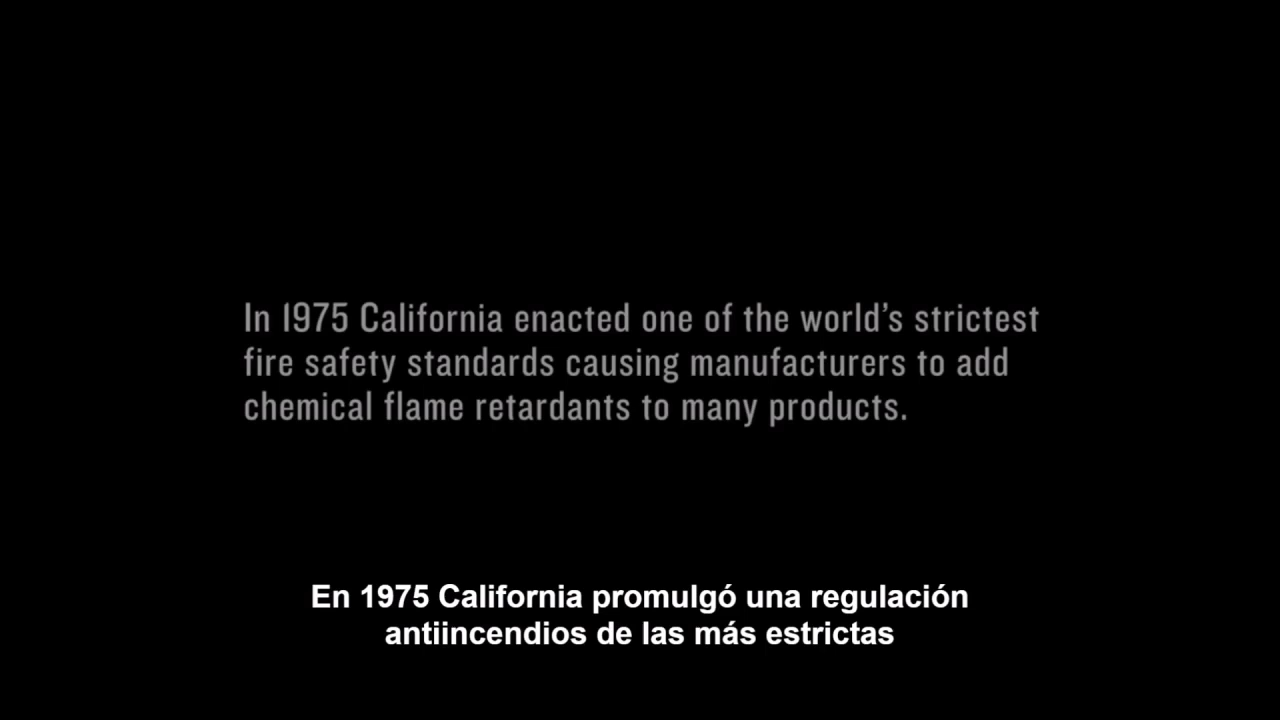 In 1975 California enacted one of the world's strictest
fire safety standards causing manufacturers to add
chemical flame retardants to many products.
En 1975 California promulgó una regulación
antiincendios de las más estrictas